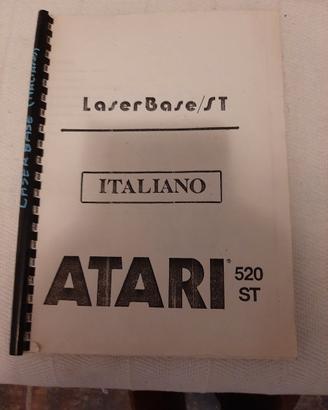 LaserBase/ST
ITALIANO
ATARI® 520
ST
LASER BASE